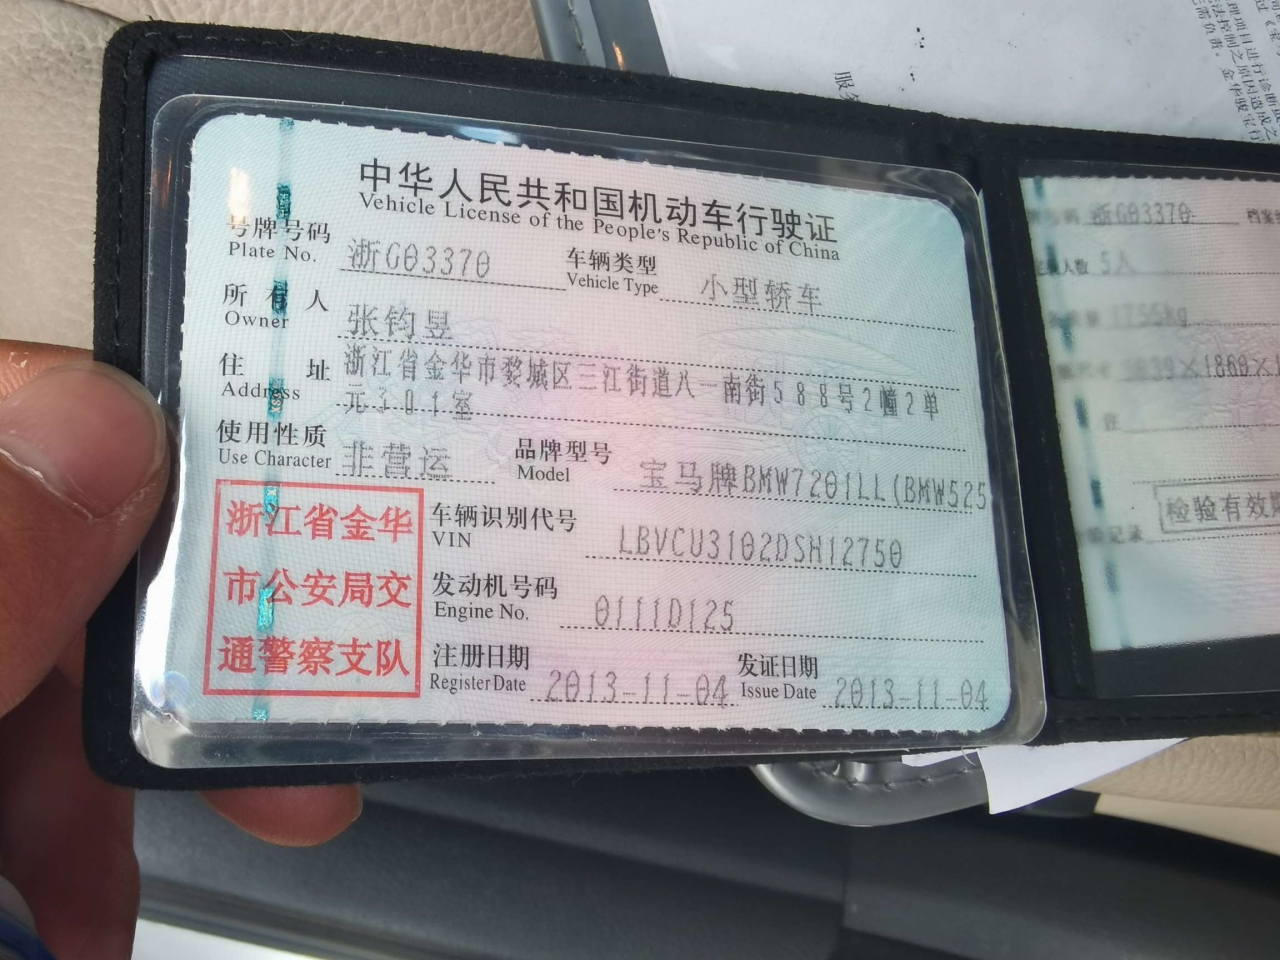 中华人民共和国机动车行驶证
Vehicle License of the People's Republic of China
号牌号码 浙G03370 车辆类型 小型轿车
Plate No. Vehicle Type
所有人 张钧昱
Owner
住址 浙江省金华市婺城区三江街道八一南街588号2幢2单
Address 元301室
使用性质 非营运 品牌型号 宝马牌BMW7201LL(BMW525
Use Character Model
浙江省金华
市公安局交
通警察支队
车辆识别代号 LBVCU3102DSH12750
VIN
发动机号码 0111D125
Engine No.
注册日期 2013-11-04 发证日期 2013-11-04
Register Date Issue Date
浙G03370
人数 5人
1755kg
×1860×
检验有效
记录
服务